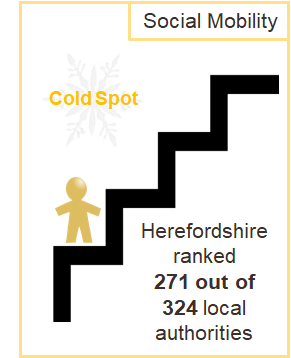 Social Mobility
Cold Spot
Herefordshire
ranked
271 out of
324 local
authorities